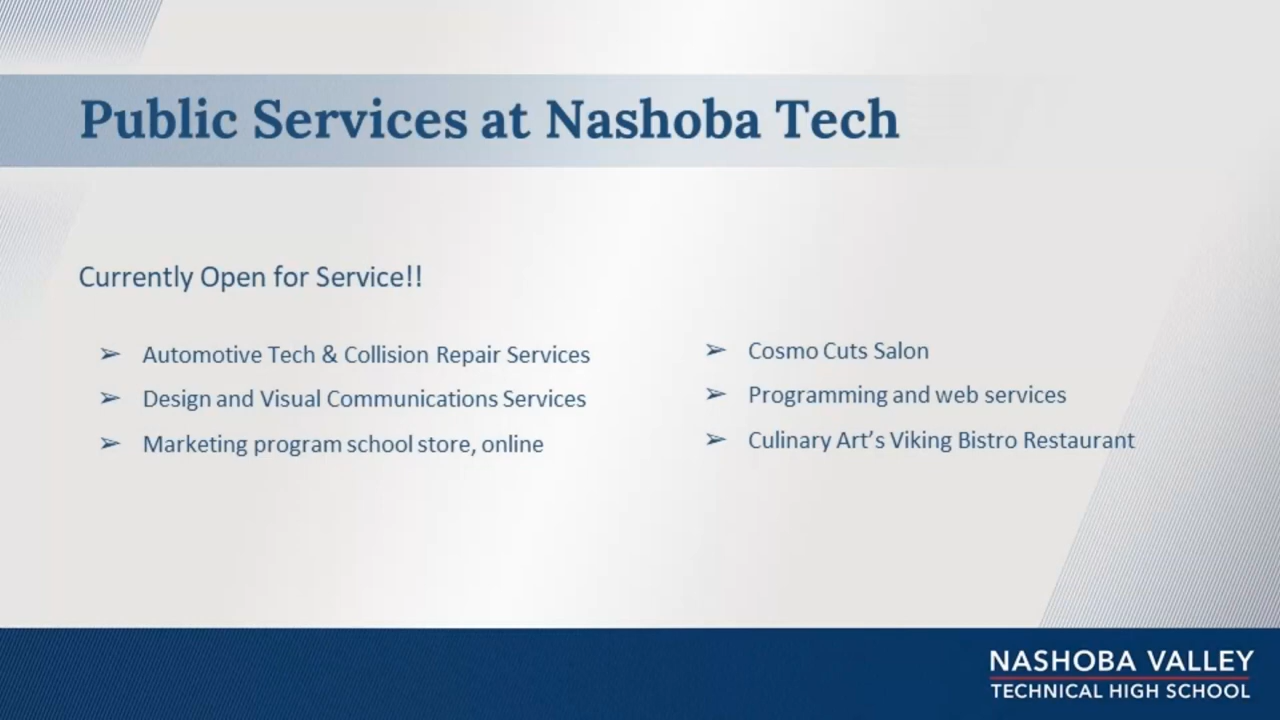 Public Services at Nashoba Tech
Currently Open for Service!!
➢ Automotive Tech & Collision Repair Services
➢ Design and Visual Communications Services
➢ Marketing program school store, online
➢ Cosmo Cuts Salon
➢ Programming and web services
➢ Culinary Art’s Viking Bistro Restaurant
NASHOBA VALLEY
TECHNICAL HIGH SCHOOL